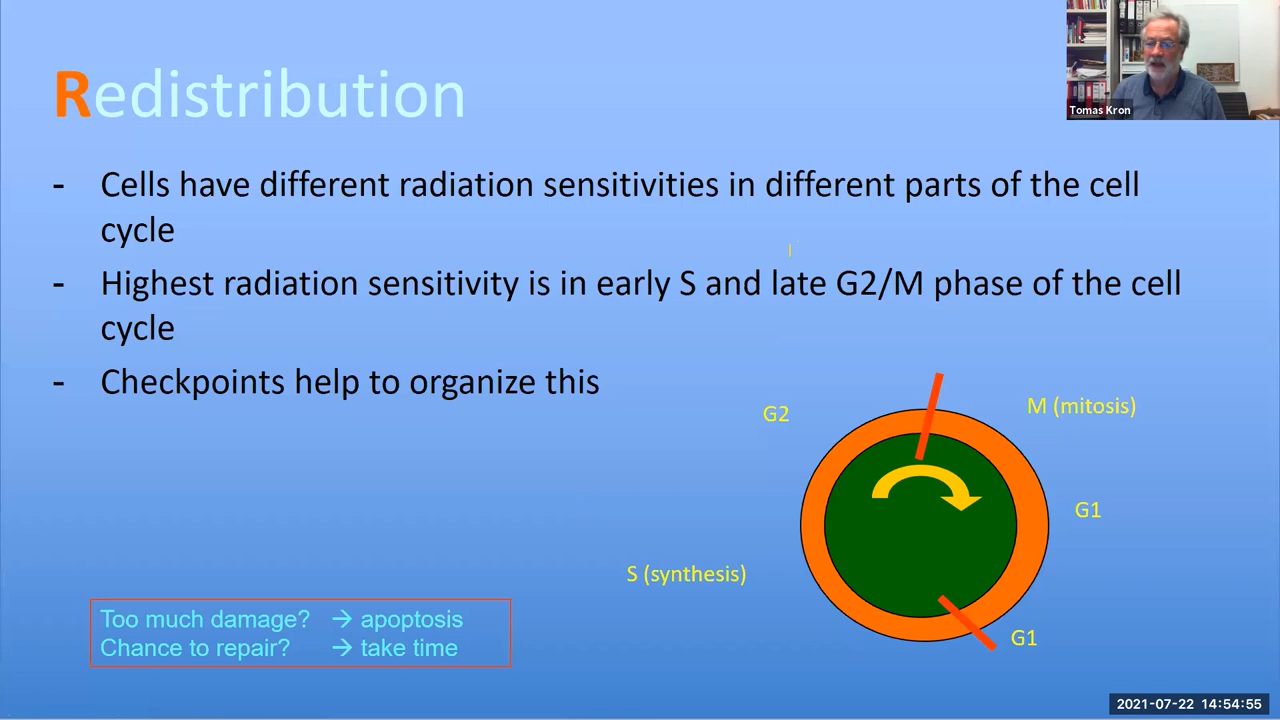 Redistribution
Tomas Kron
- Cells have different radiation sensitivities in different parts of the cell
cycle
- Highest radiation sensitivity is in early S and late G2/M phase of the cell
cycle
- Checkpoints help to organize this
G2
M (mitosis)
G1
S (synthesis)
G1
Too much damage? → apoptosis
Chance to repair? → take time
2021-07-22 14:54:55